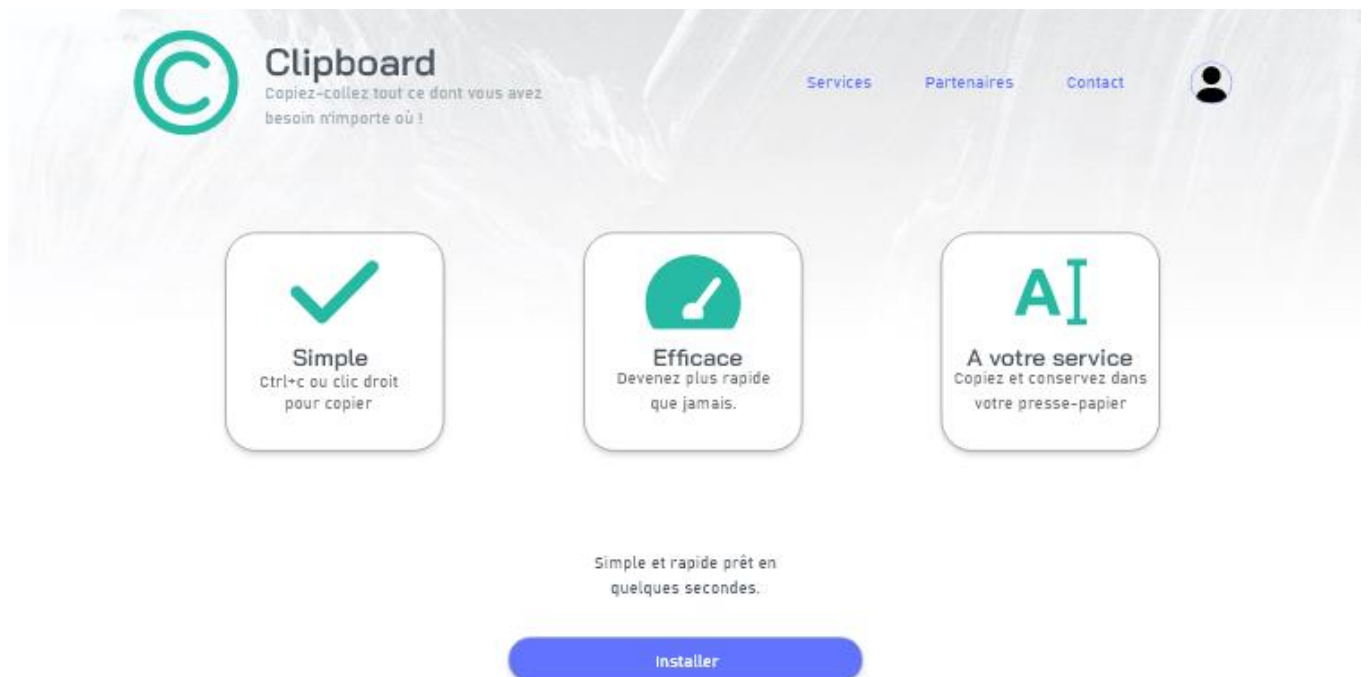 Clipboard
Copiez-collez tout ce dont vous avez
besoin n'importe où !
Services Partenaires Contact
Simple
Ctrl+c ou clic droit
pour copier
Efficace
Devenez plus rapide
que jamais.
A votre service
Copiez et conservez dans
votre presse-papier
Simple et rapide prêt en
quelques secondes.
Installer